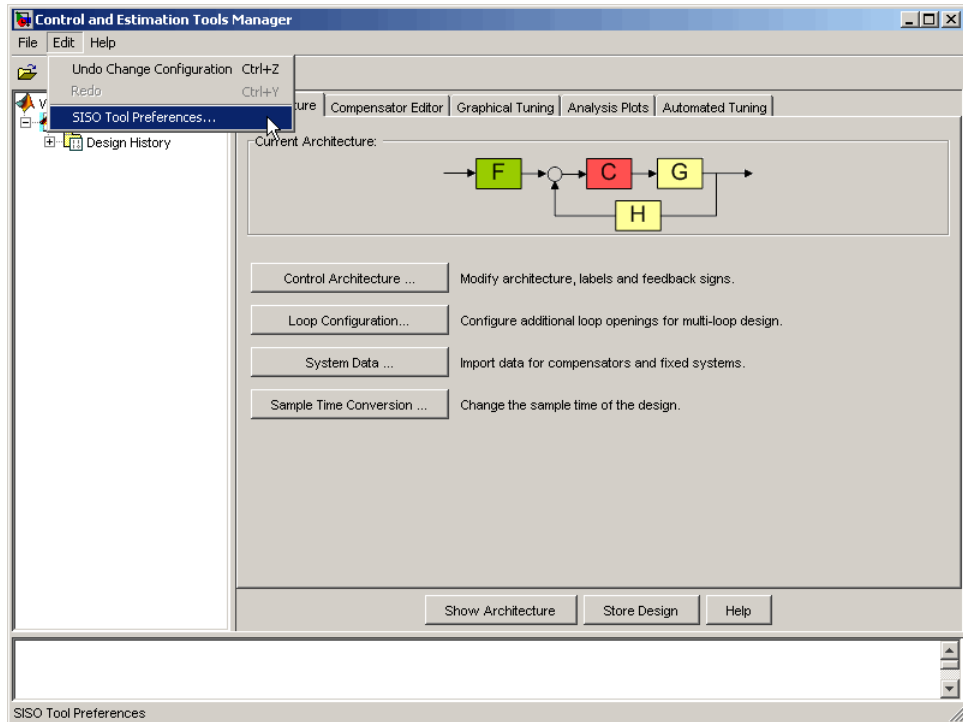 Control and Estimation Tools Manager
File Edit Help
Undo Change Configuration Ctrl+Z
Redo Ctrl+Y
SISO Tool Preferences...
Design History
Compensator Editor Graphical Tuning Analysis Plots Automated Tuning
Current Architecture:
F C G
H
Control Architecture ... Modify architecture, labels and feedback signs.
Loop Configuration... Configure additional loop openings for multi-loop design.
System Data ... Import data for compensators and fixed systems.
Sample Time Conversion ... Change the sample time of the design.
Show Architecture Store Design Help
SISO Tool Preferences